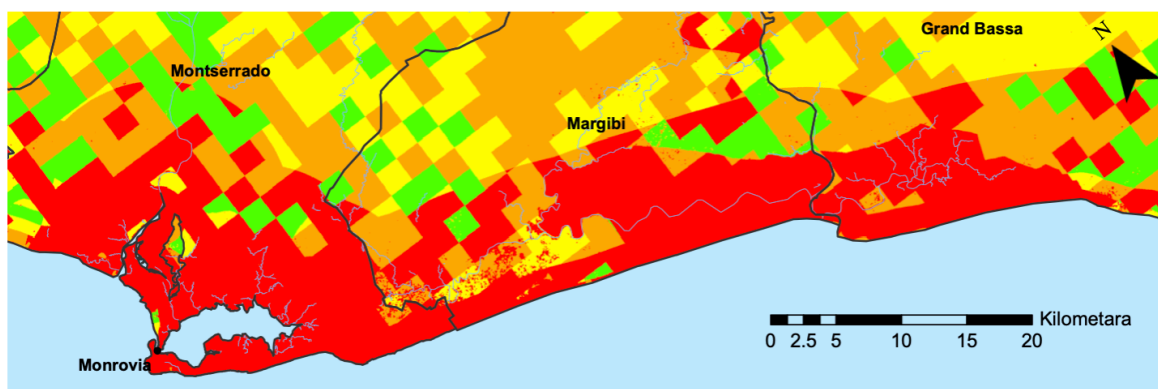 Grand Bassa
N
Montserrado
Margibi
Kilometara
0 2.5 5 10 15 20
Monrovia